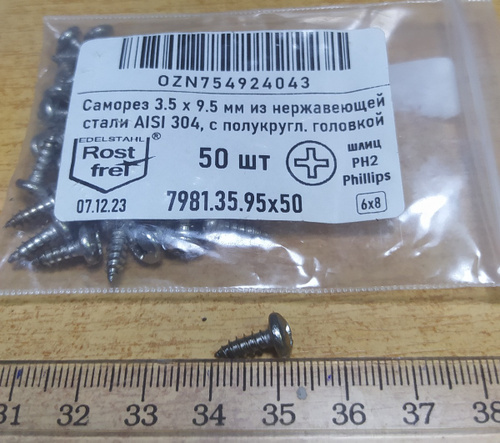 OZN754924043
Саморез 3.5 x 9.5 мм из нержавеющей
стали AISI 304, с полукругл. головкой
EDELSTAHL ®
Rost
frei
50 шт
шлиц
PH2
Phillips
07.12.23
7981.35.95x50
6x8
31 32 33 34 35 36 37 38